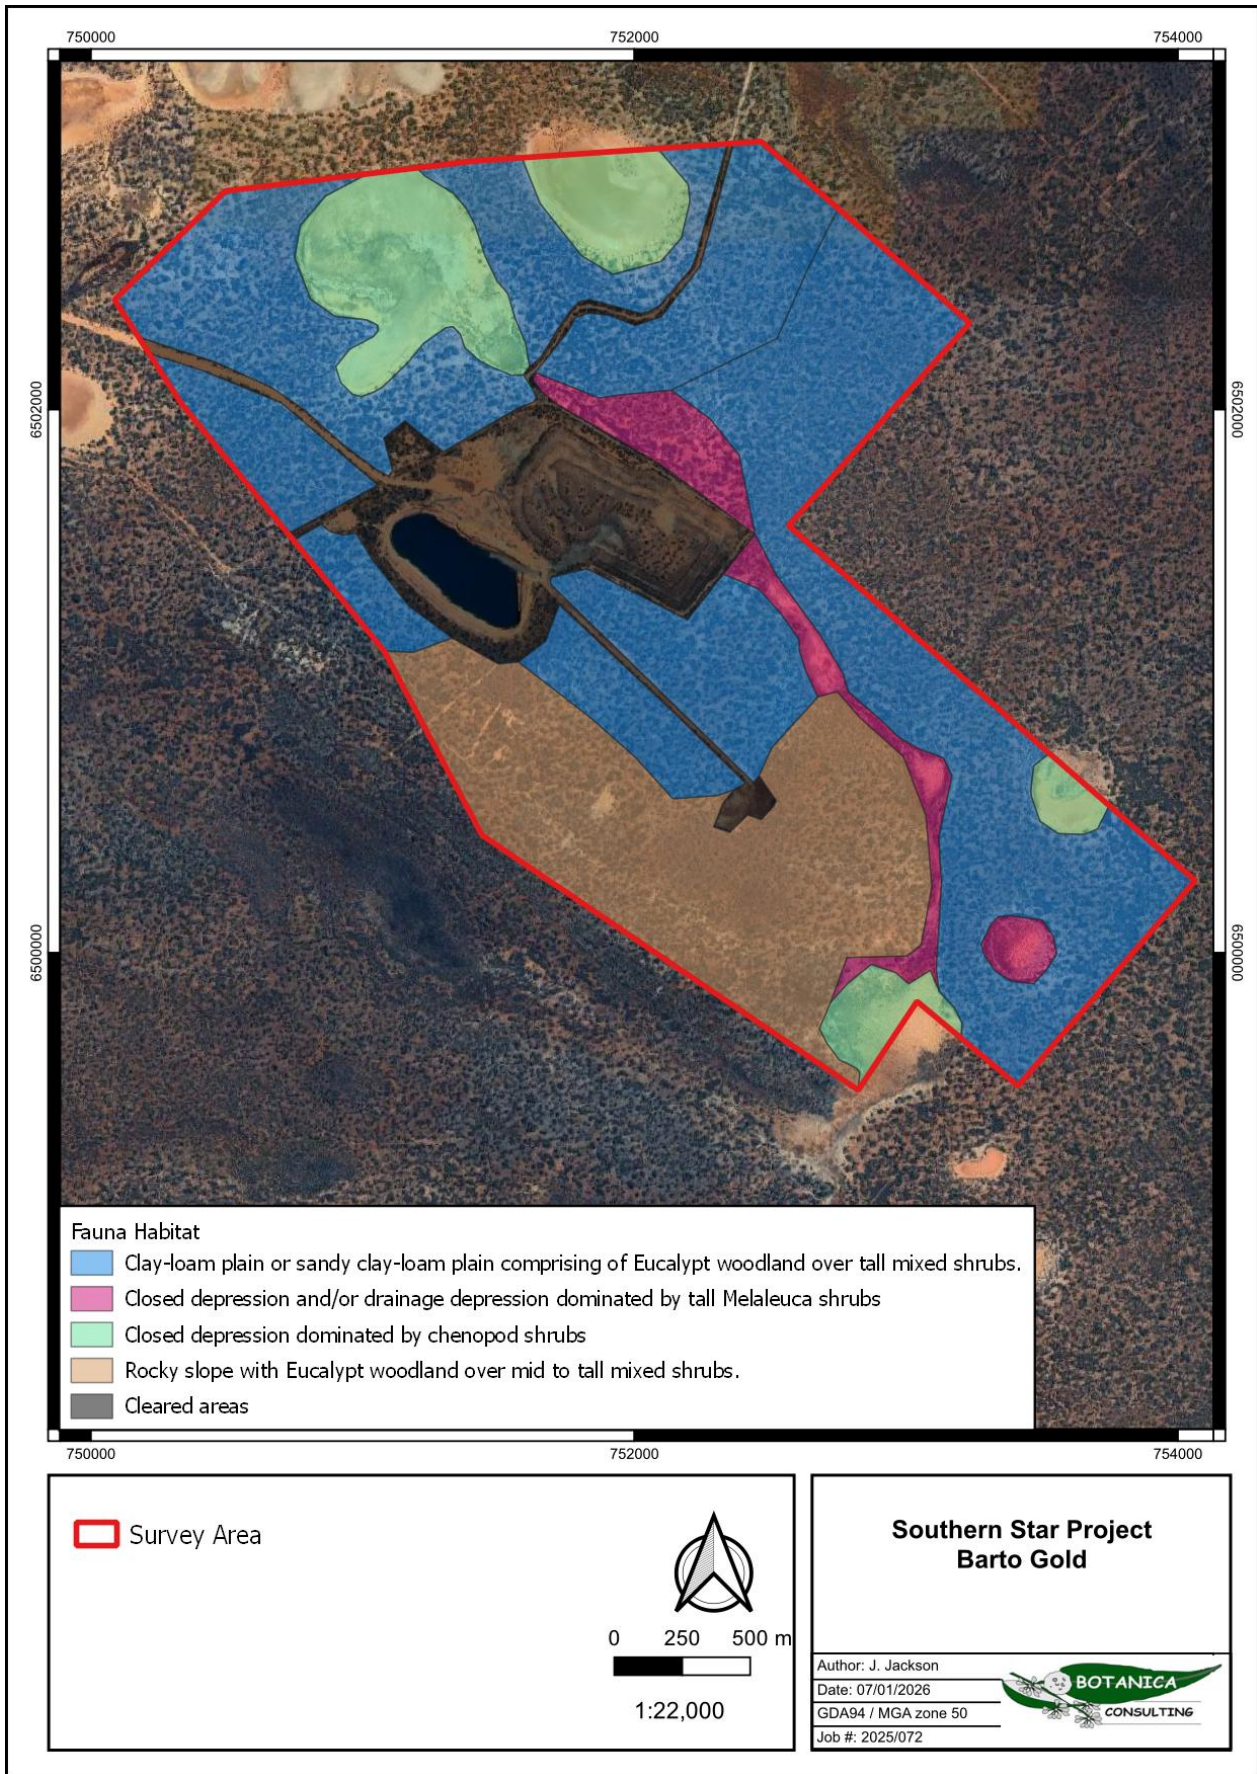 750000 752000 754000
6502000 6502000
6500000 6500000
Fauna Habitat
Clay-loam plain or sandy clay-loam plain comprising of Eucalypt woodland over tall mixed shrubs.
Closed depression and/or drainage depression dominated by tall Melaleuca shrubs
Closed depression dominated by chenopod shrubs
Rocky slope with Eucalypt woodland over mid to tall mixed shrubs.
Cleared areas
750000 752000 754000
Survey Area
0 250 500 m
1:22,000
Southern Star Project
Barto Gold
Author: J. Jackson
Date: 07/01/2026
GDA94 / MGA zone 50
Job #: 2025/072
BOTANICA
CONSULTING